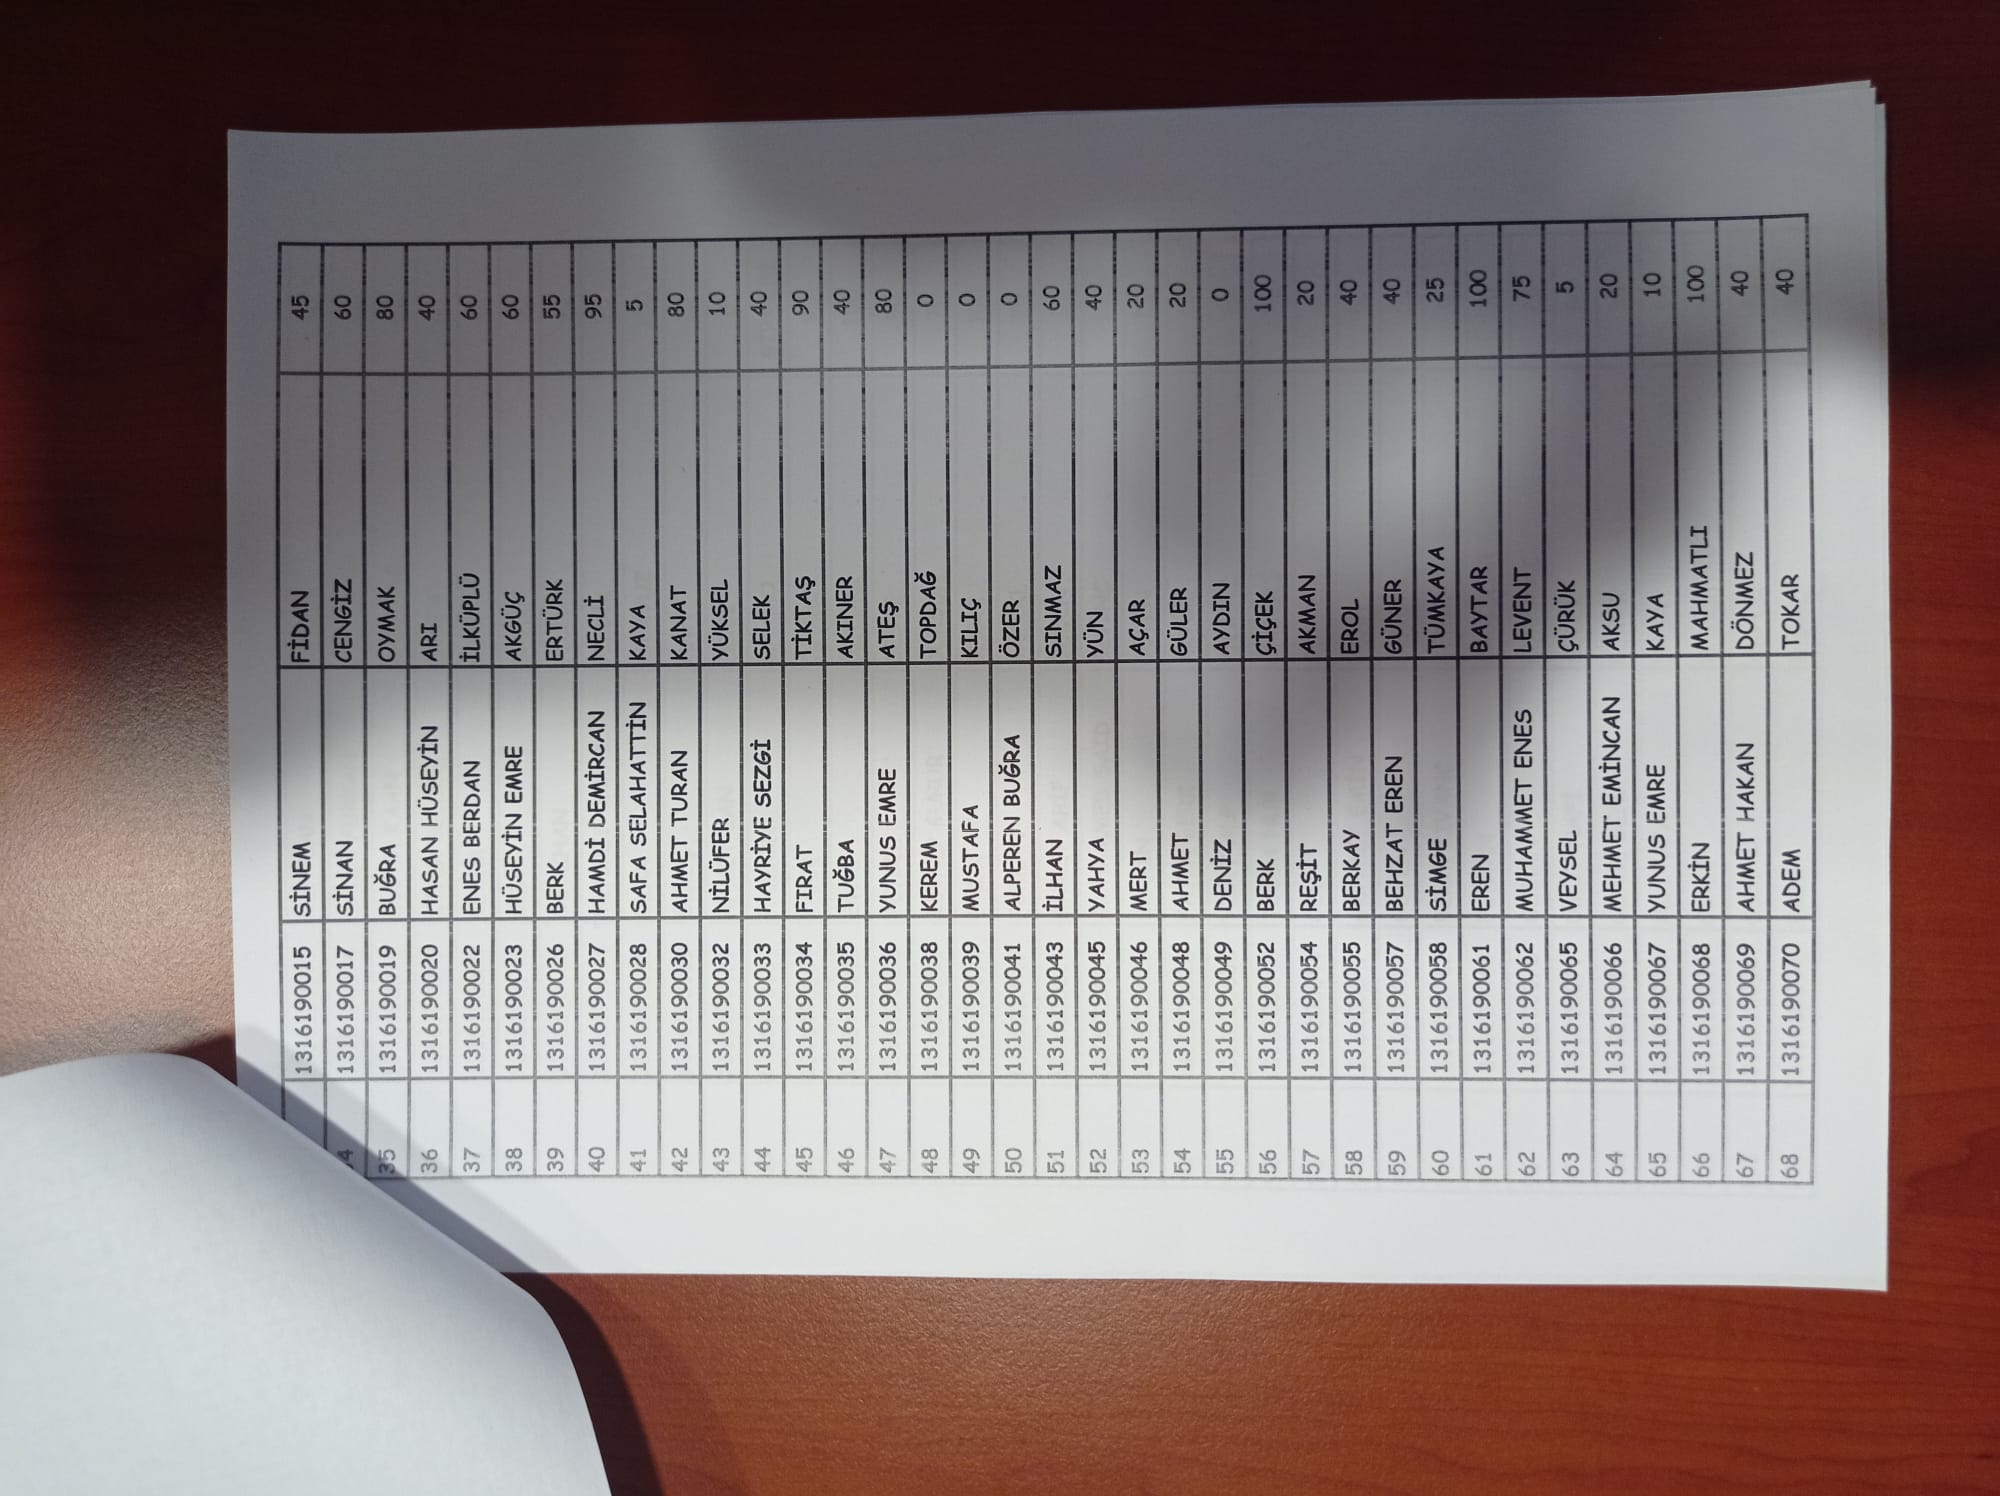 1316190015 SİNEM FİDAN 45
1316190017 SİNAN CENGİZ 60
35 1316190019 BUĞRA OYMAK 80
36 1316190020 HASAN HÜSEYİN ARI 40
37 1316190022 ENES BERDAN İLKÜPLÜ 60
38 1316190023 HÜSEYİN EMRE AKGÜÇ 60
39 1316190026 BERK ERTÜRK 55
40 1316190027 HAMDİ DEMİRCAN NECLİ 95
41 1316190028 SAFA SELAHATTİN KAYA 5
42 1316190030 AHMET TURAN KANAT 80
43 1316190032 NİLÜFER YÜKSEL 10
44 1316190033 HAYRİYE SEZGİ SELEK 40
45 1316190034 FIRAT TİKTAŞ 90
46 1316190035 TUĞBA AKINER 40
47 1316190036 YUNUS EMRE ATEŞ 80
48 1316190038 KEREM TOPDAĞ 0
49 1316190039 MUSTAFA KILIÇ 0
50 1316190041 ALPEREN BUĞRA ÖZER 0
51 1316190043 İLHAN SINMAZ 60
52 1316190045 YAHYA YÜN 40
53 1316190046 MERT AÇAR 20
54 1316190048 AHMET GÜLER 20
55 1316190049 DENİZ AYDIN 0
56 1316190052 BERK ÇİÇEK 100
57 1316190054 REŞİT AKMAN 20
58 1316190055 BERKAY EROL 40
59 1316190057 BEHZAT EREN GÜNER 40
60 1316190058 SİMGE TÜMKAYA 25
61 1316190061 EREN BAYTAR 100
62 1316190062 MUHAMMET ENES LEVENT 75
63 1316190065 VEYSEL ÇÜRÜK 5
64 1316190066 MEHMET EMİNCAN AKSU 20
65 1316190067 YUNUS EMRE KAYA 10
66 1316190068 ERKİN MAHMATLI 100
67 1316190069 AHMET HAKAN DÖNMEZ 40
68 1316190070 ADEM TOKAR 40